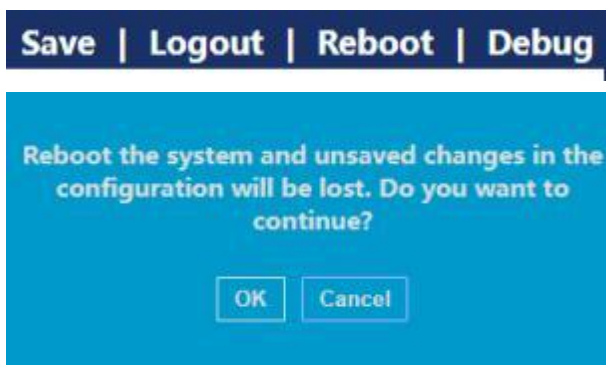 Save | Logout | Reboot | Debug
Reboot the system and unsaved changes in the
configuration will be lost. Do you want to
continue?
OK Cancel